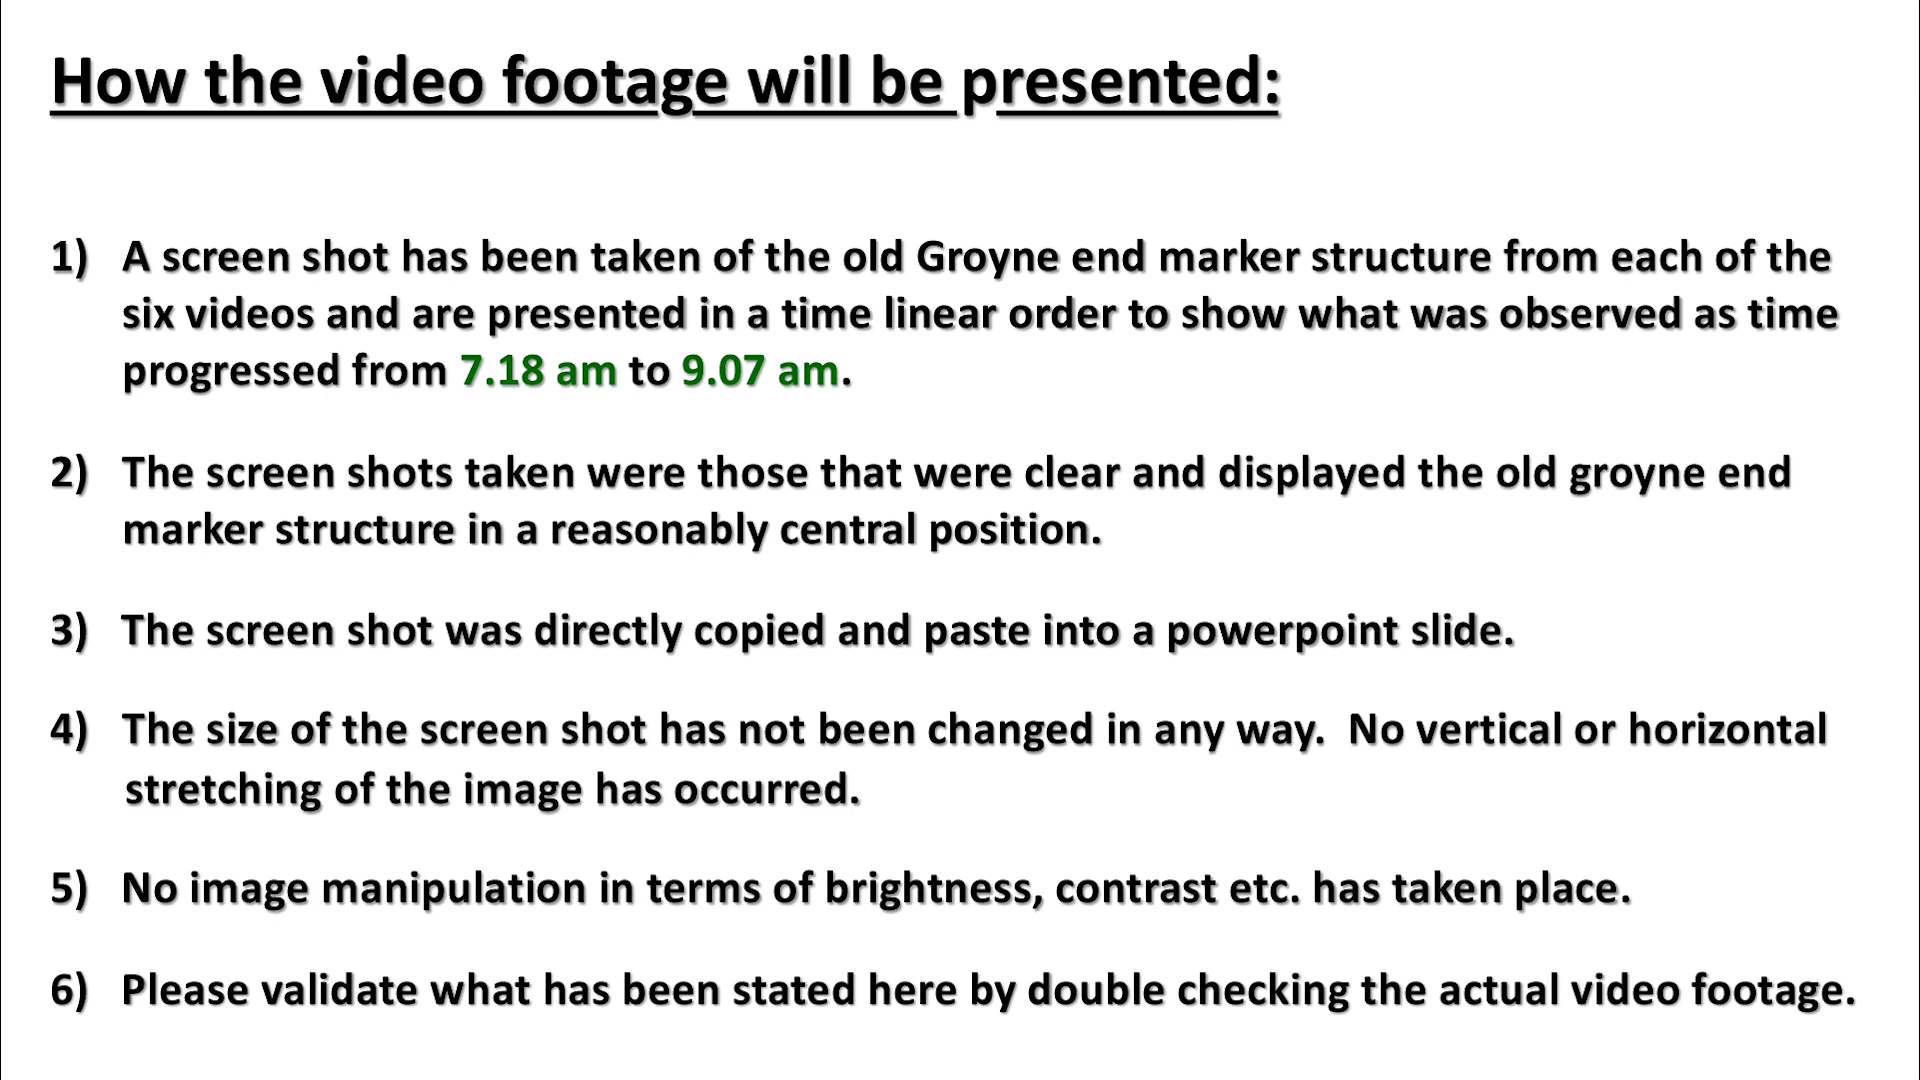 How the video footage will be presented:
1) A screen shot has been taken of the old Groyne end marker structure from each of the
six videos and are presented in a time linear order to show what was observed as time
progressed from 7.18 am to 9.07 am.
2) The screen shots taken were those that were clear and displayed the old groyne end
marker structure in a reasonably central position.
3) The screen shot was directly copied and paste into a powerpoint slide.
4) The size of the screen shot has not been changed in any way. No vertical or horizontal
stretching of the image has occurred.
5) No image manipulation in terms of brightness, contrast etc. has taken place.
6) Please validate what has been stated here by double checking the actual video footage.